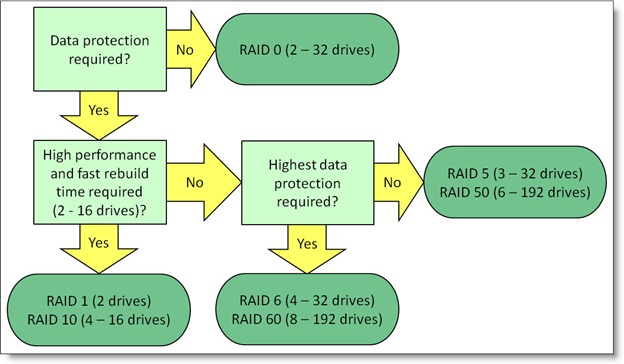 Data protection
required?
No
RAID 0 (2 – 32 drives)
Yes
High performance
and fast rebuild
time required
(2 - 16 drives)?
No
Highest data
protection
required?
No
RAID 5 (3 – 32 drives)
RAID 50 (6 – 192 drives)
Yes
Yes
RAID 1 (2 drives)
RAID 10 (4 – 16 drives)
RAID 6 (4 – 32 drives)
RAID 60 (8 – 192 drives)